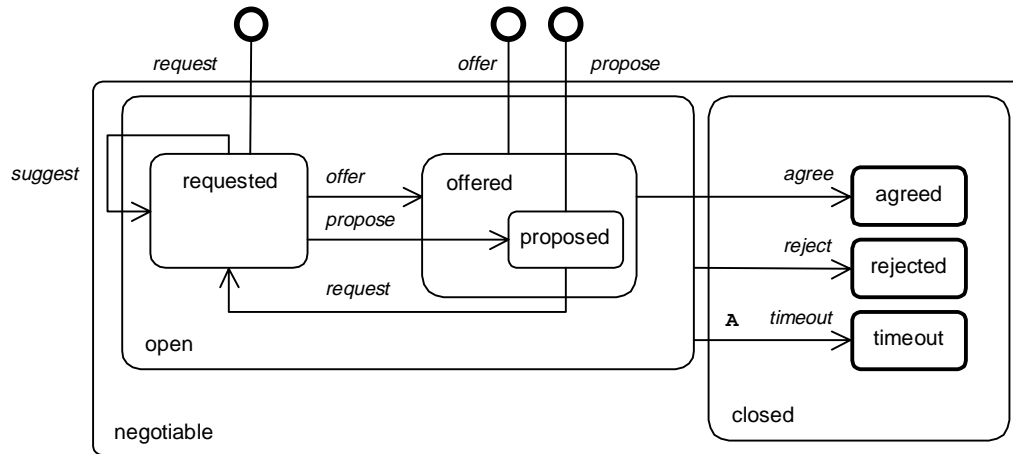 request
offer
propose
suggest
requested
offer
offered
agree
agreed
propose
proposed
reject
rejected
request
A
timeout
timeout
open
closed
negotiable